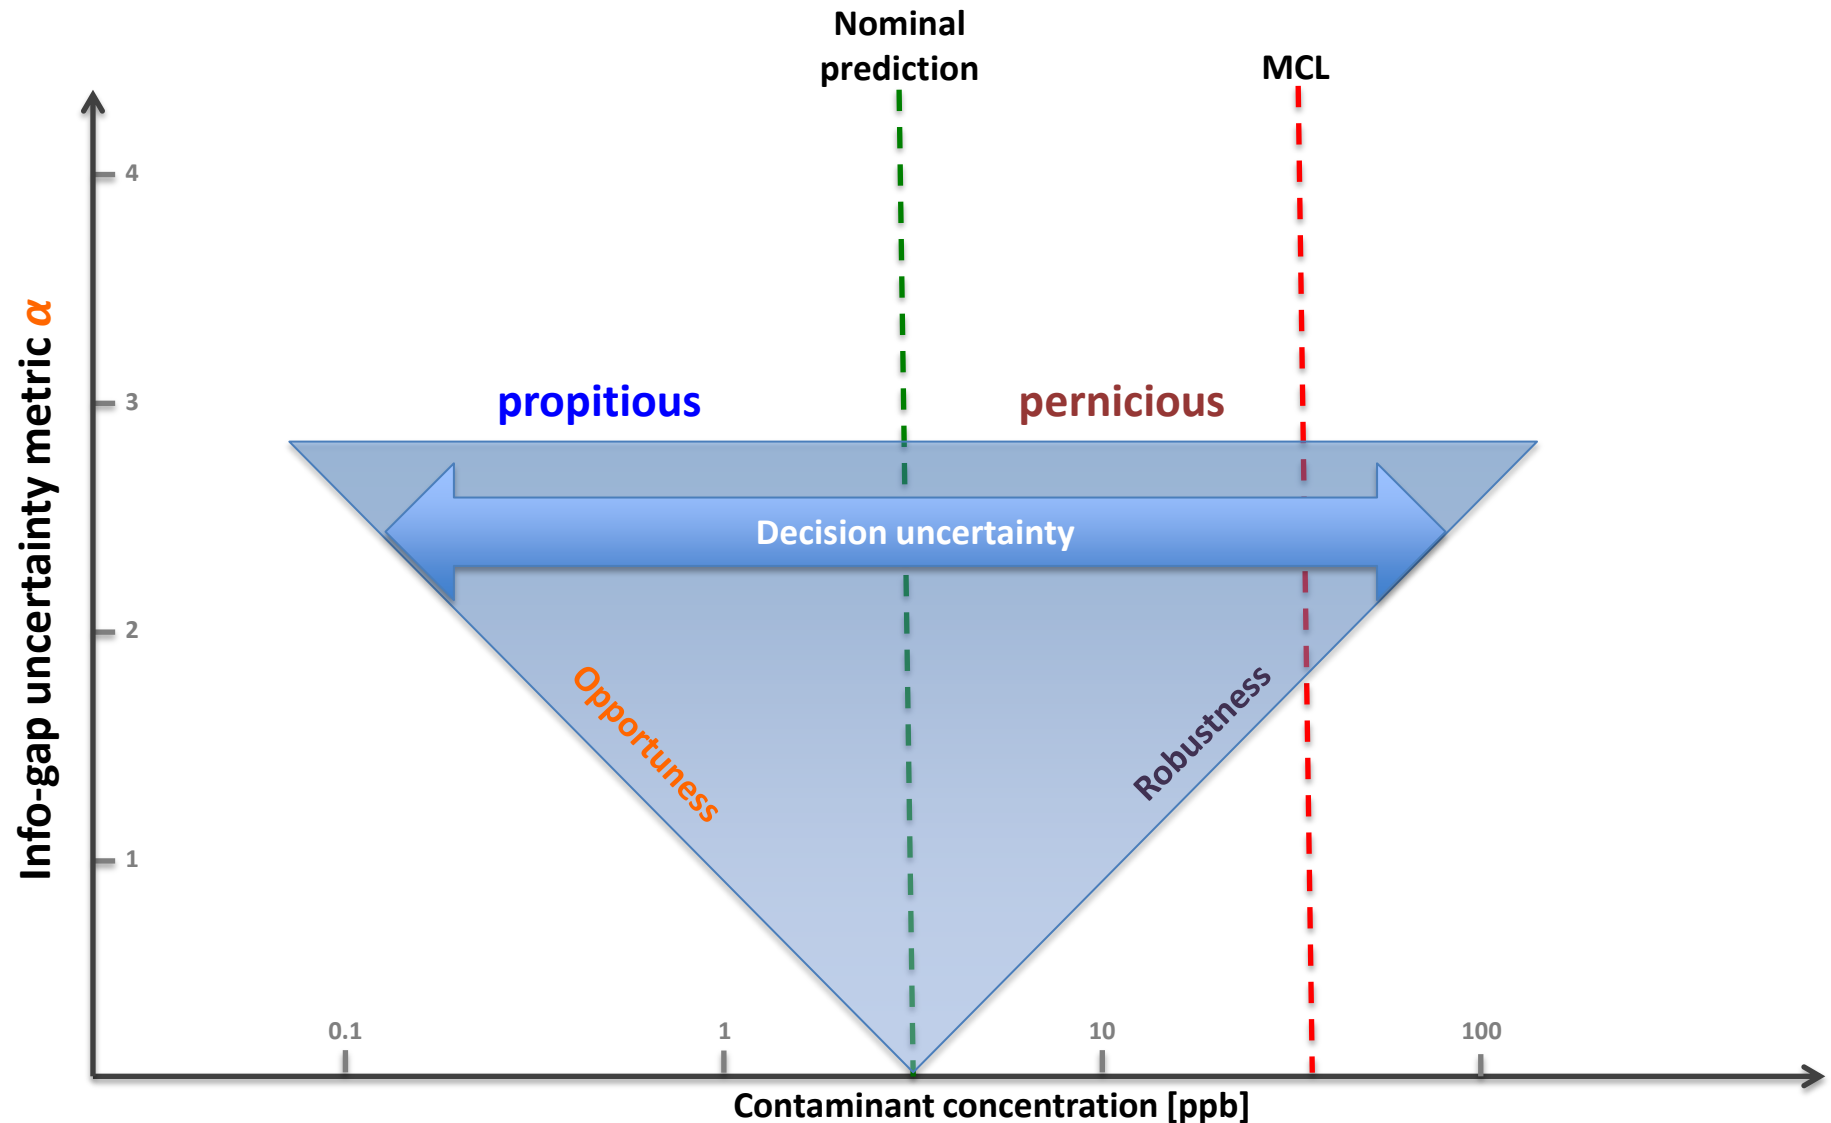 Nominal
prediction
MCL
4
3
2
1
Info-gap uncertainty metric α
propitious
pernicious
Decision uncertainty
Opportuness
Robustness
0.1
1
10
100
Contaminant concentration [ppb]